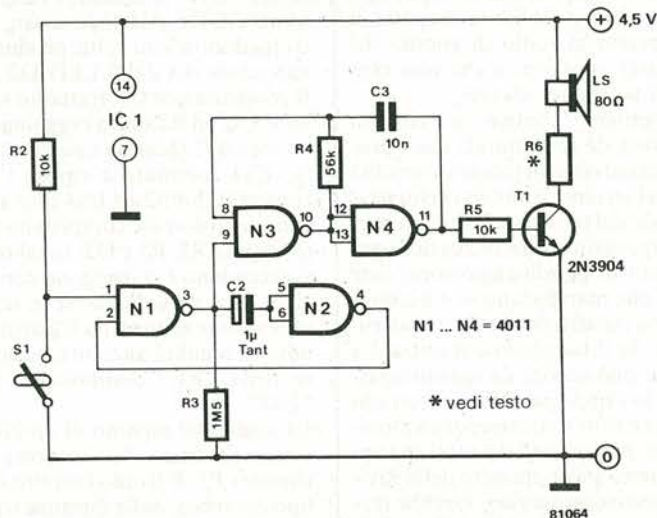 + 4,5 V
14
IC 1
7
R2
10k
C3
10n
R4
56k
LS
80Ω
R6
*
T1
2N3904
8
9
N3
10
12
13
N4
11
R5
10k
1
2
N1
3
C2
1µ
Tant
5
6
N2
4
N1 ... N4 = 4011
S1
R3
1M5
* vedi testo
0
81064